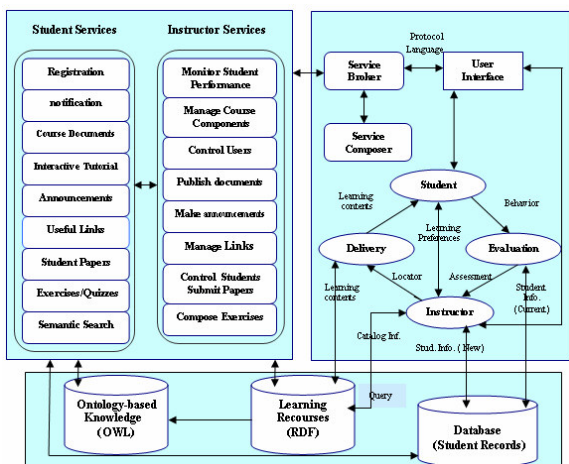 Student Services
Registration
notification
Course Documents
Interactive Tutorial
Announcements
Useful Links
Student Papers
Exercises/Quizzes
Semantic Search
Instructor Services
Monitor Student
Performance
Manage Course
Components
Control Users
Publish documents
Make announcements
Manage Links
Control Students
Submit Papers
Compose Exercises
Service
Broker
Protocol
Language
User
Interface
Service
Composer
Student
Learning
contents
Behavior
Learning
Preferences
Delivery
Evaluation
Locator
Assessment
Learning
contents
Student
Info.
(Current)
Instructor
Catalog Inf.
Stud. Info. ( New)
Query
Ontology-based
Knowledge
(OWL)
Learning
Recourses
(RDF)
Database
(Student Records)